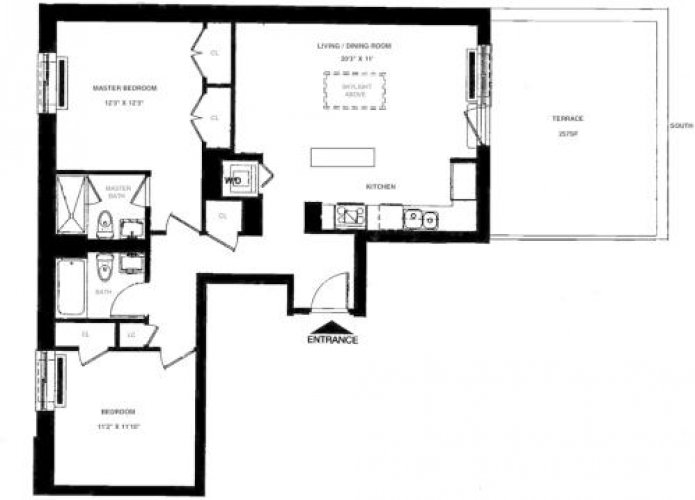 CL
LIVING / DINING ROOM
20'3" X 11'
MASTER BEDROOM
12'3" X 12'3"
SKYLIGHT
ABOVE
CL
TERRACE
257SF
SOUTH
W/D
MASTER
BATH
KITCHEN
CL
BATH
CL
LC
ENTRANCE
BEDROOM
11'2" X 11'10"